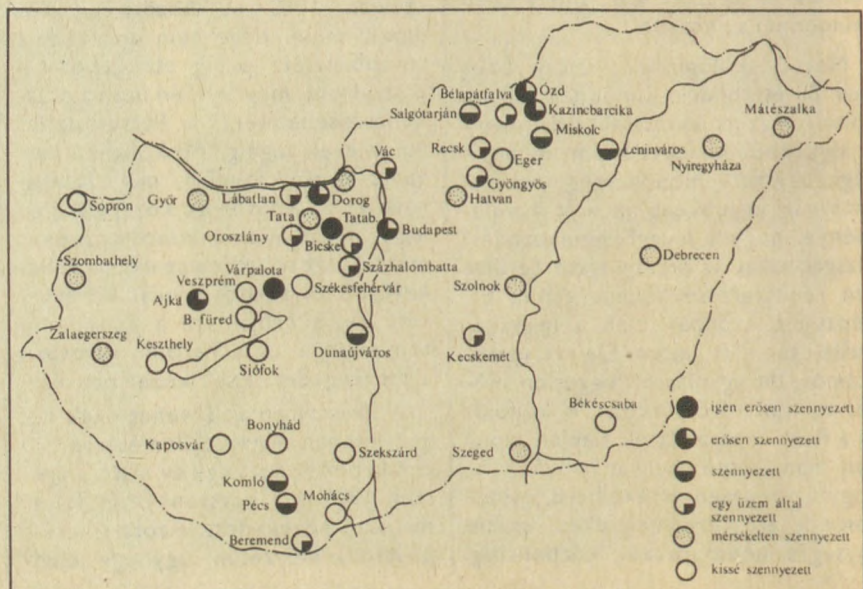 Ózd
Bélapátfalva
Kazincbarcika
Salgótarján
Mátészalka
Miskolc
Recsk
Leninváros
Vác
Eger
Nyiregyháza
Gyöngyös
Hatvan
Sopron
Győr
Lábatlan
Dorog
Tata
Tatab.
Oroszlány
Budapest
Bicske
Debrecen
Szombathely
Százhalombatta
Veszprém
Várpalota
Székesfehérvár
Szolnok
Ajka
B. füred
Zalaegerszeg
Keszthely
Siófok
Dunaújváros
Kecskemét
Békéscsaba
igen erősen szennyezett
Bonyhád
Kaposvár
Szekszárd
Szeged
erősen szennyezett
Komló
szennyezett
Pécs
Mohács
egy üzem által
szennyezett
Beremend
mérsékelten szennyezett
kissé szennyezett